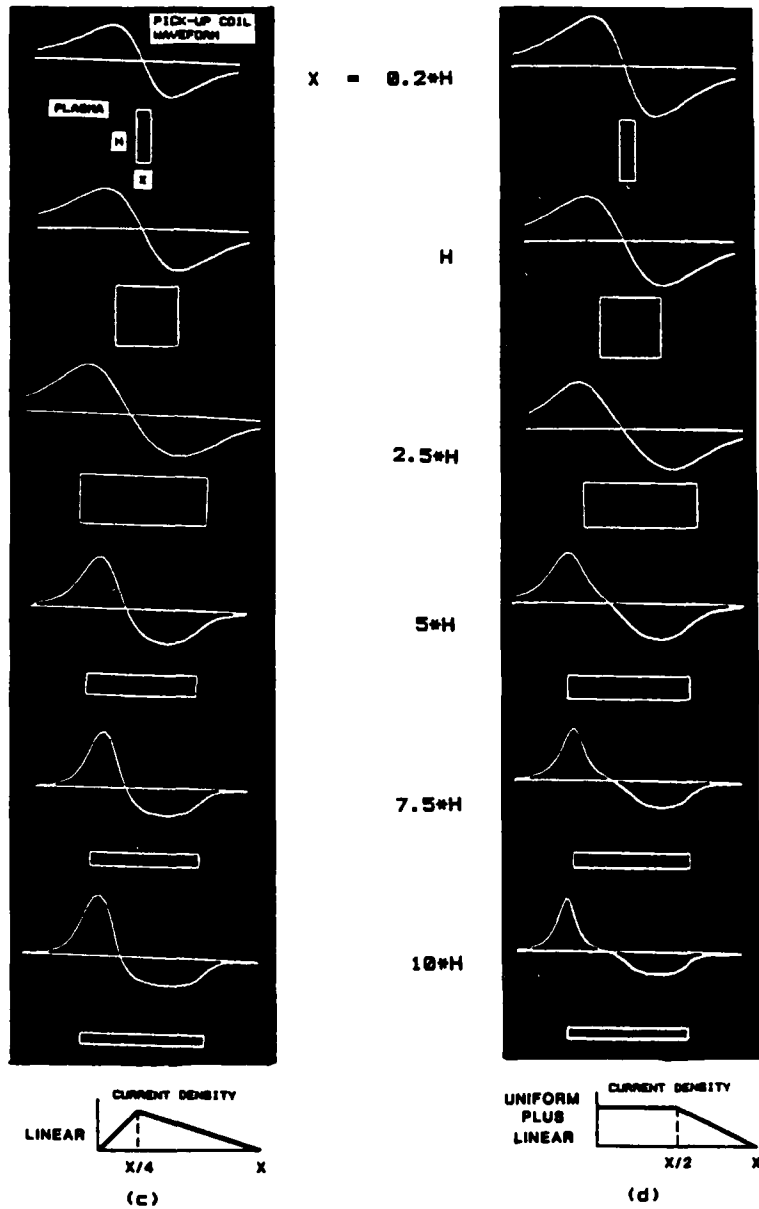 PICK-UP COIL
WAVEFORM
X = 0.2*H
PLASMA
H
X
H
2.5*H
5*H
7.5*H
10*H
CURRENT DENSITY
LINEAR
X/4
X
(c)
CURRENT DENSITY
UNIFORM
PLUS
LINEAR
X/2
X
(d)